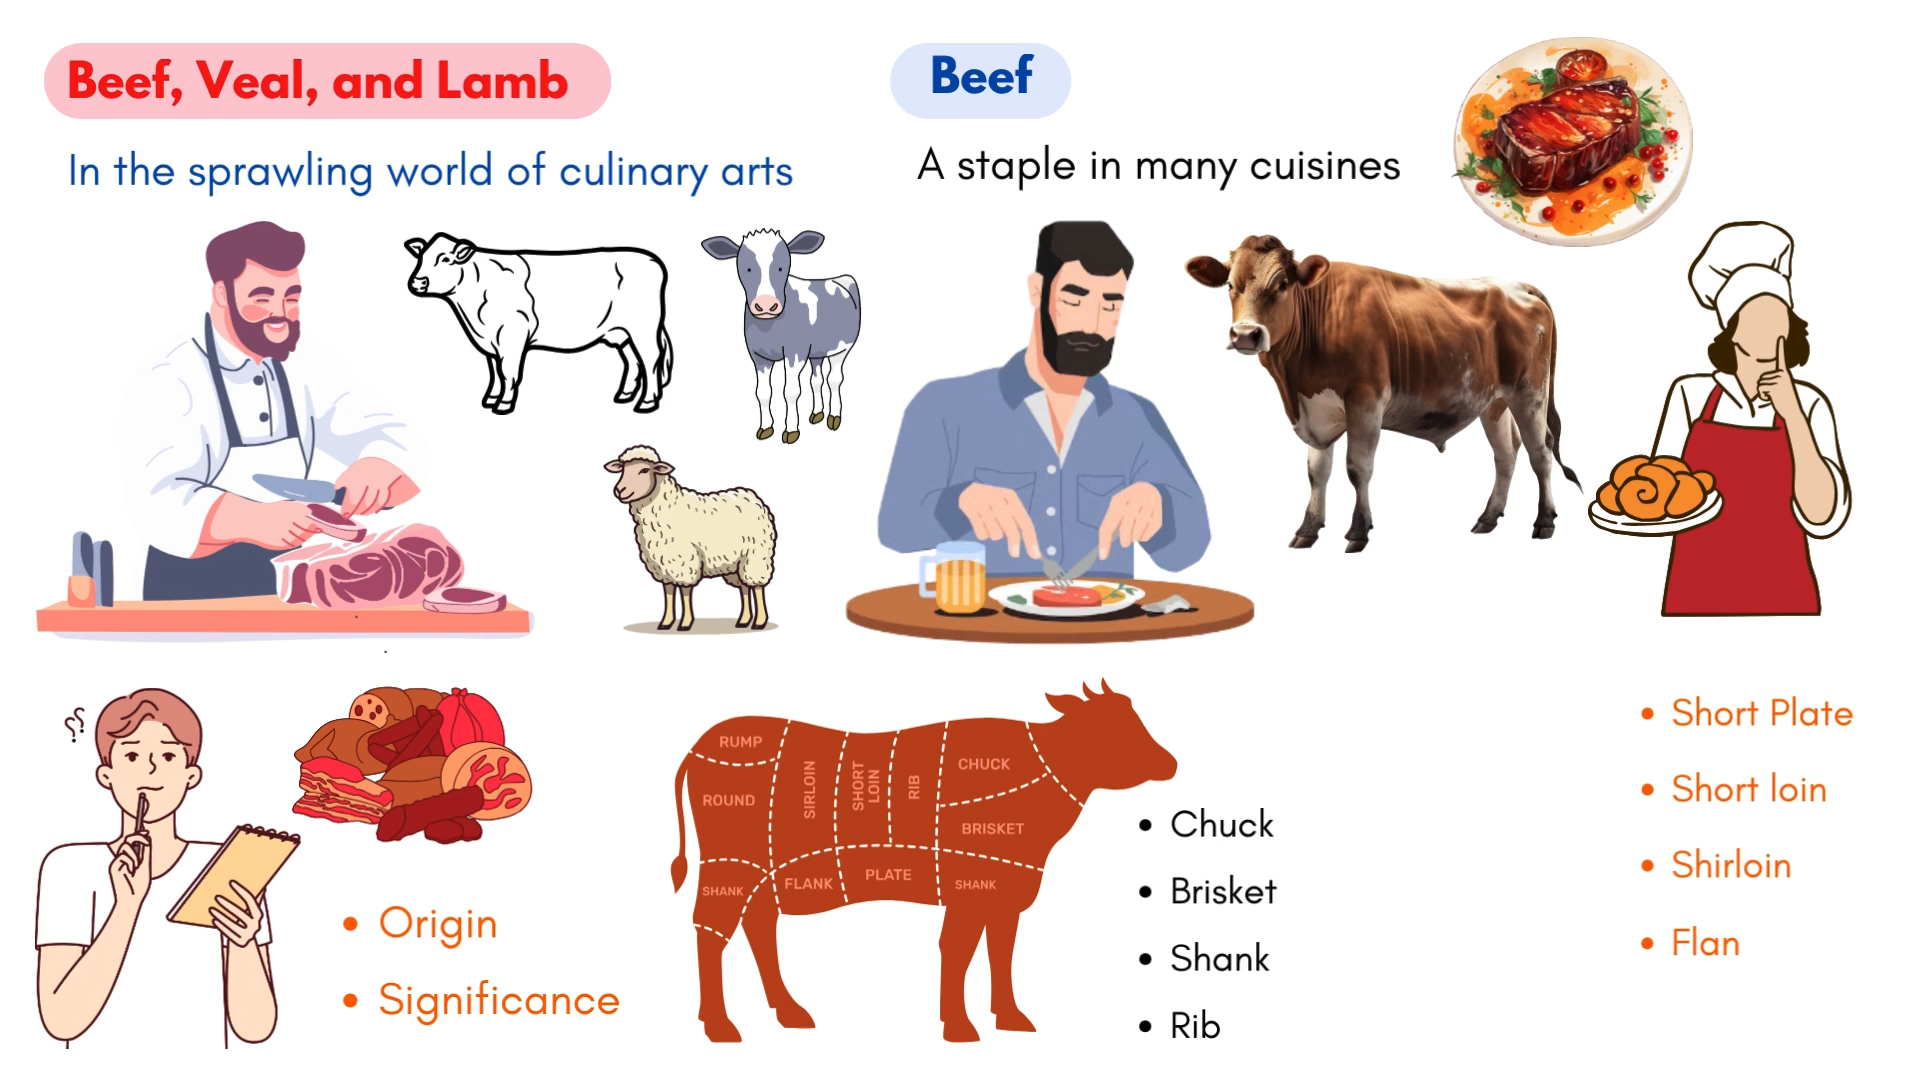 Beef, Veal, and Lamb
In the sprawling world of culinary arts
Beef
A staple in many cuisines
??
Origin
Significance
RUMP
ROUND
SIRLOIN
SHORT
LOIN
RIB
CHUCK
BRISKET
SHANK
FLANK
PLATE
SHANK
Chuck
Brisket
Shank
Rib
Short Plate
Short loin
Shirloin
Flan